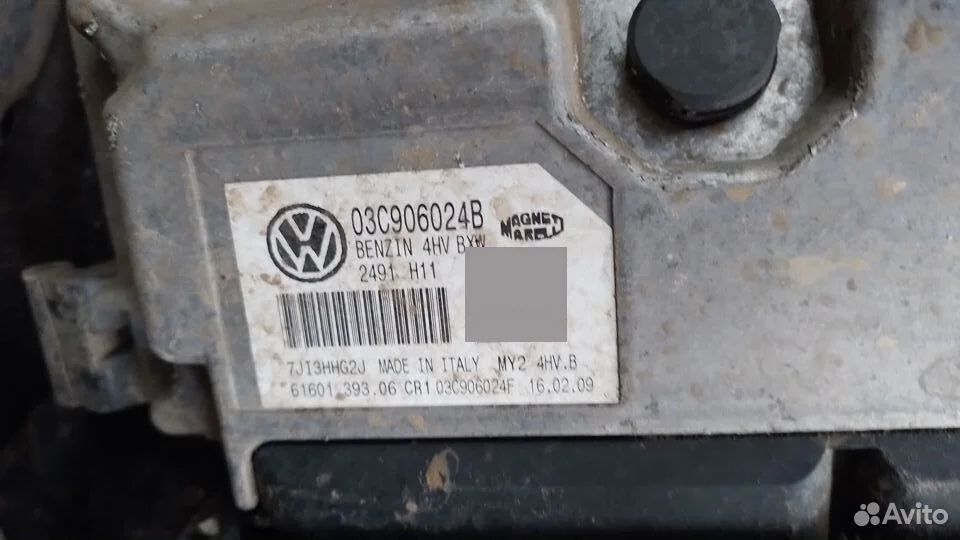 03C906024B
MAGNETI
MARELLI
BENZIN 4HV BXW
2491 H11
7JI3HHG2J MADE IN ITALY MY2 4HV.B
61601.393.06 CR1 03C906024F 16.02.09
Avito